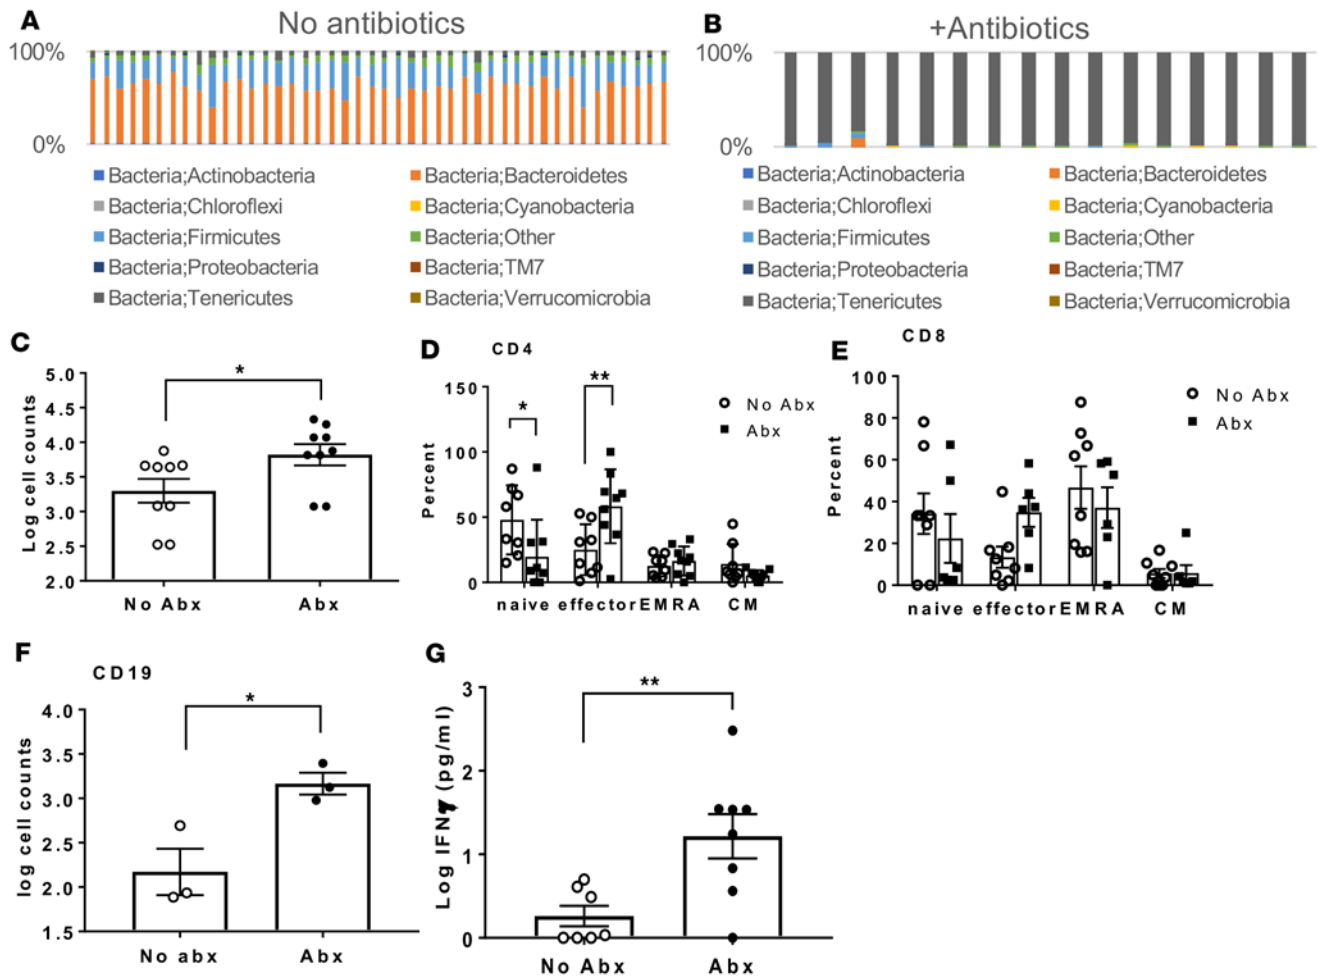 A
No antibiotics
100%
0%
Bacteria;Actinobacteria
Bacteria;Bacteroidetes
Bacteria;Chloroflexi
Bacteria;Cyanobacteria
Bacteria;Firmicutes
Bacteria;Other
Bacteria;Proteobacteria
Bacteria;TM7
Bacteria;Tenericutes
Bacteria;Verrucomicrobia
B
+Antibiotics
100%
0%
Bacteria;Actinobacteria
Bacteria;Bacteroidetes
Bacteria;Chloroflexi
Bacteria;Cyanobacteria
Bacteria;Firmicutes
Bacteria;Other
Bacteria;Proteobacteria
Bacteria;TM7
Bacteria;Tenericutes
Bacteria;Verrucomicrobia
C
Log cell counts
5.0
4.5
4.0
3.5
3.0
2.5
2.0
*
No Abx
Abx
D
CD4
Percent
150
100
50
0
*
**
No Abx
Abx
naive effector EMRA CM
E
CD8
Percent
100
80
60
40
20
0
No Abx
Abx
naive effector EMRA CM
F
CD19
log cell counts
4.0
3.5
3.0
2.5
2.0
1.5
*
No abx
Abx
G
Log IFNγ (pg/ml)
3
2
1
0
**
No Abx
Abx